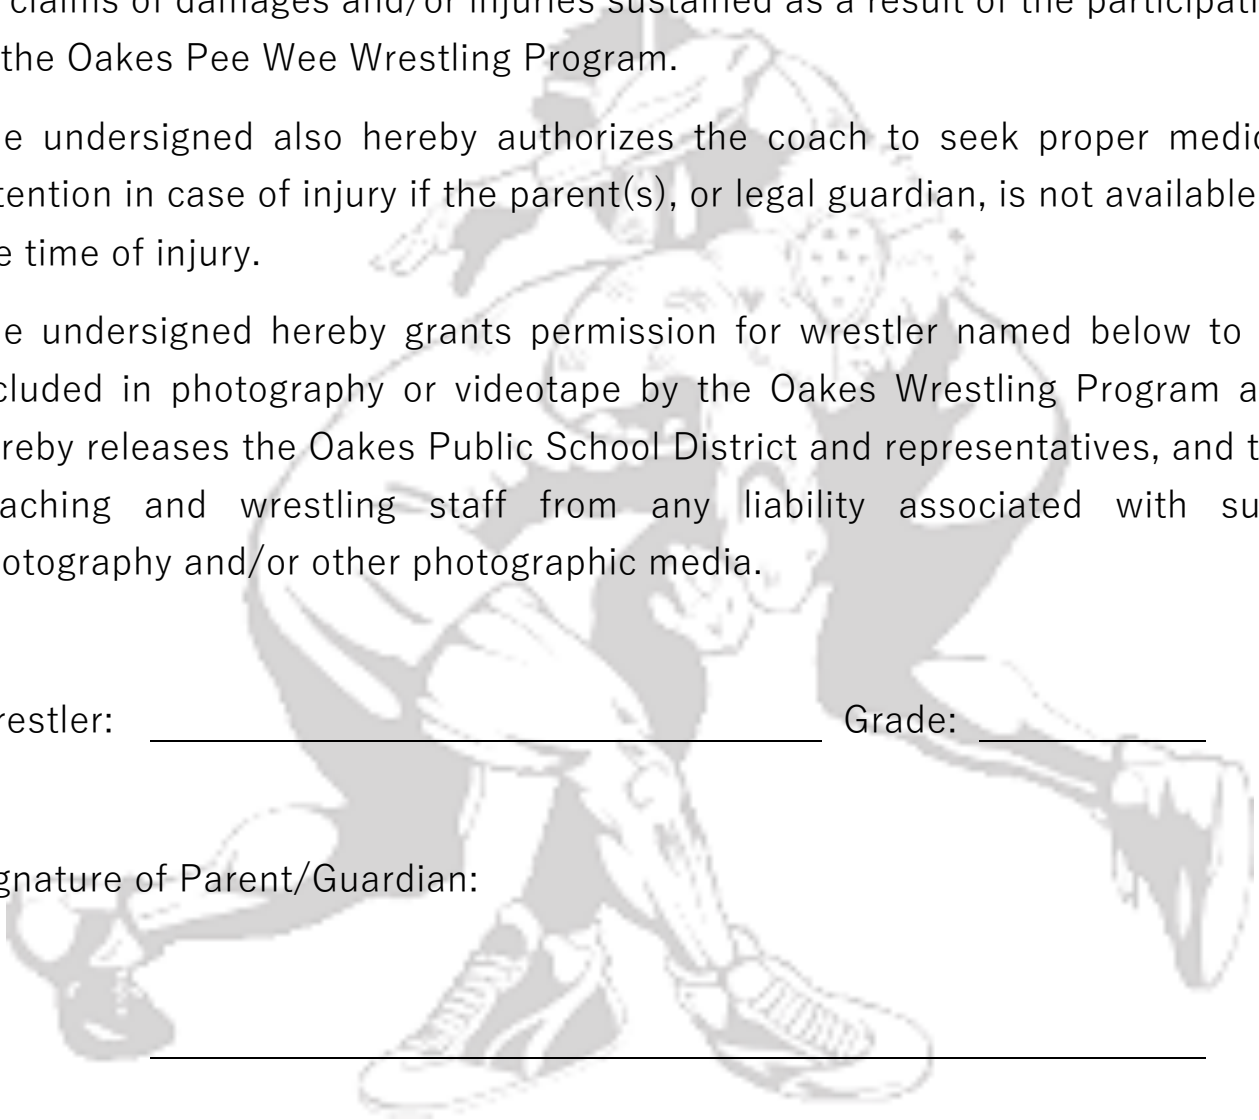 claims of damages and/or injuries sustained as a result of the participat
the Oakes Pee Wee Wrestling Program.
e undersigned also hereby authorizes the coach to seek proper medic
tention in case of injury if the parent(s), or legal guardian, is not available
e time of injury.
e undersigned hereby grants permission for wrestler named below to
cluded in photography or videotape by the Oakes Wrestling Program a
reby releases the Oakes Public School District and representatives, and t
aching and wrestling staff from any liability associated with su
otography and/or other photographic media.
restler: Grade:
gnature of Parent/Guardian: